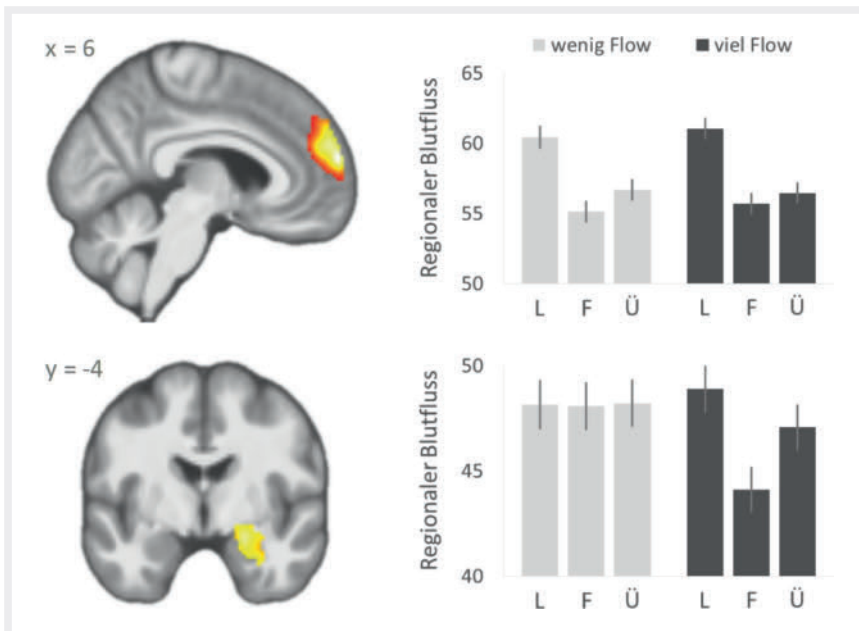 x = 6
wenig Flow
viel Flow
Regionaler Blutfluss
65
60
55
50
L F Ü L F Ü
y = -4
Regionaler Blutfluss
50
45
40
L F Ü L F Ü